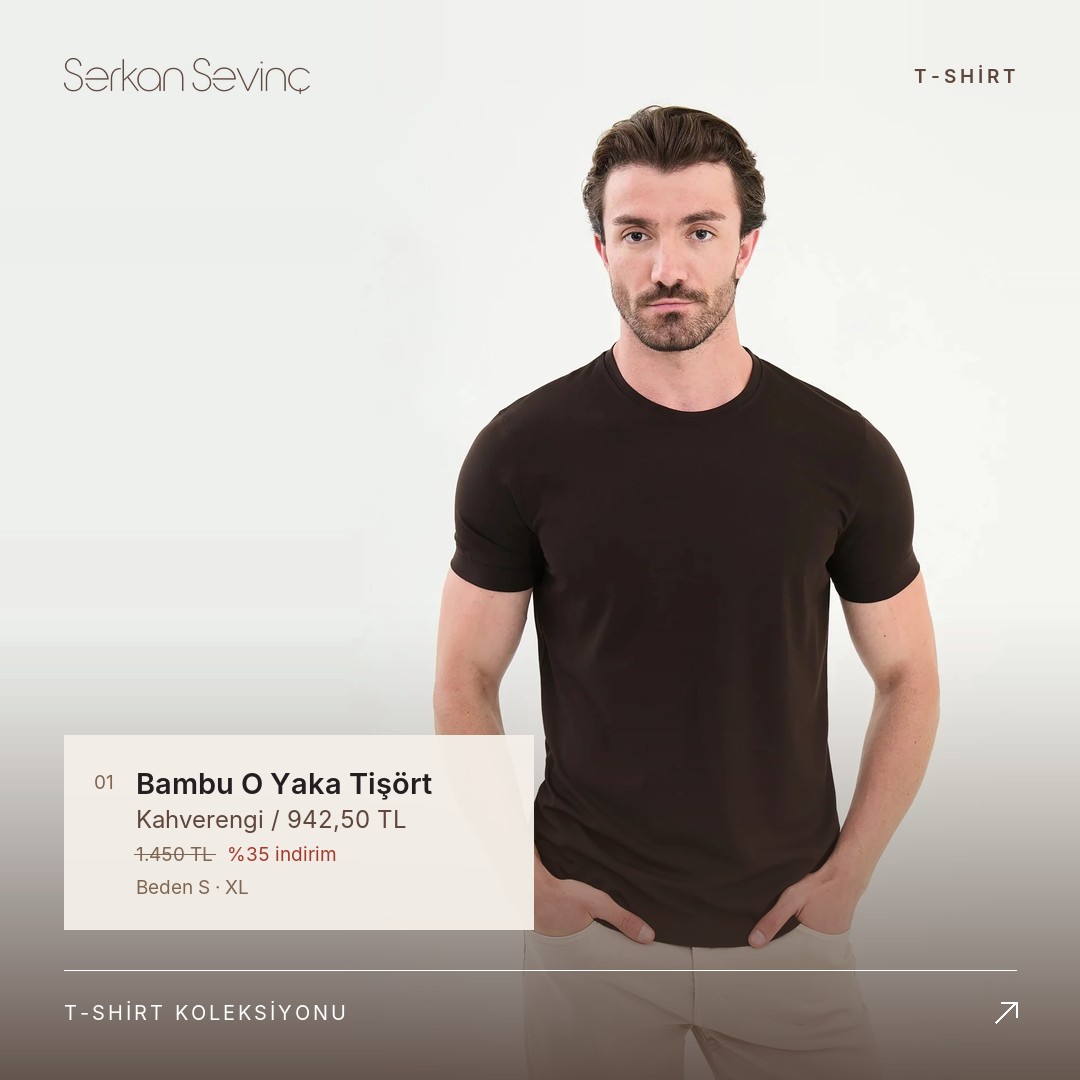 Serkan Sevinç
T-SHİRT
01
Bambu O Yaka Tişört
Kahverengi / 942,50 TL
1.450 TL %35 indirim
Beden S · XL
T-SHİRT KOLEKSİYONU